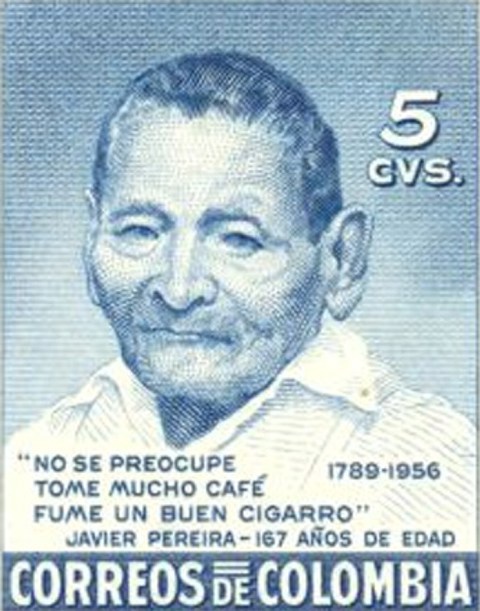 5
CVS.
"NO SE PREOCUPE
1789-1956
TOME MUCHO CAFÉ
FUME UN BUEN CIGARRO"
JAVIER PEREIRA-167 AÑOS DE EDAD
CORREOS DE COLOMBIA